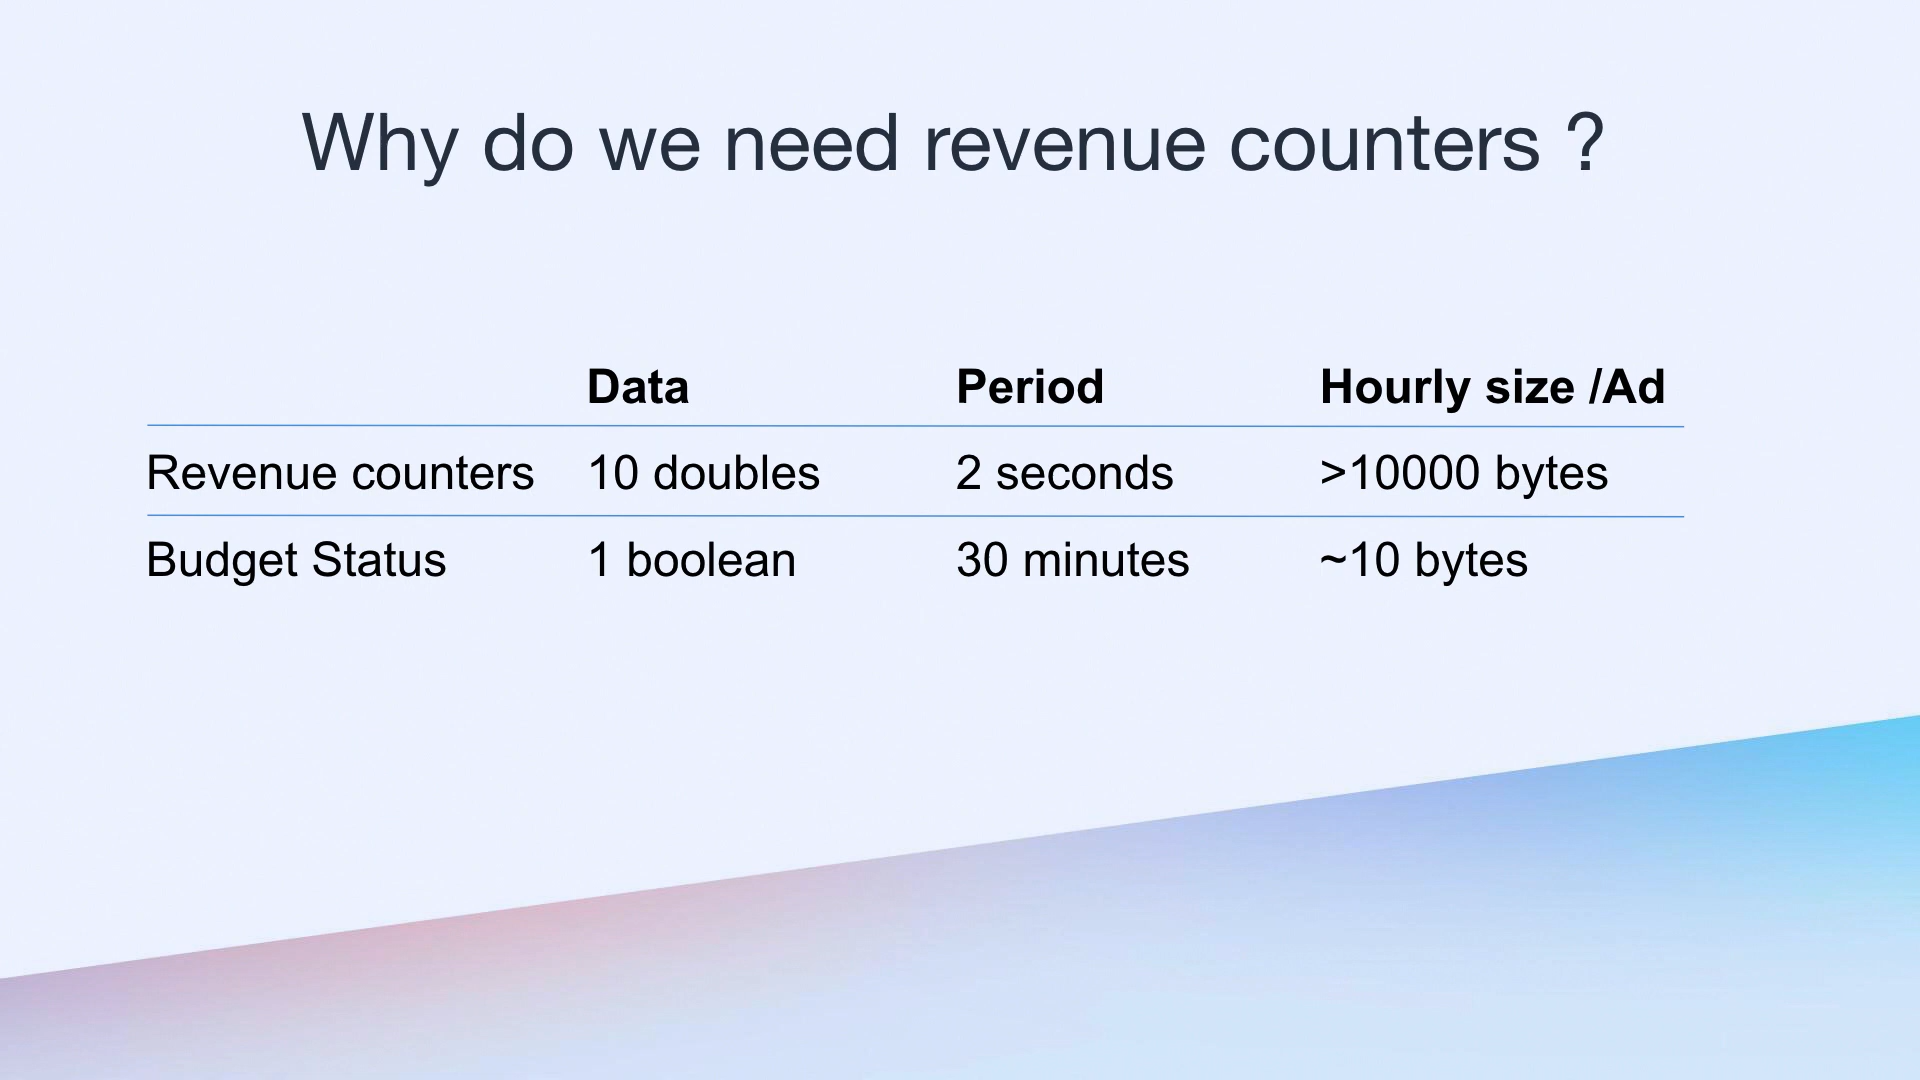 Why do we need revenue counters ?
Data Period Hourly size /Ad
Revenue counters 10 doubles 2 seconds >10000 bytes
Budget Status 1 boolean 30 minutes ~10 bytes